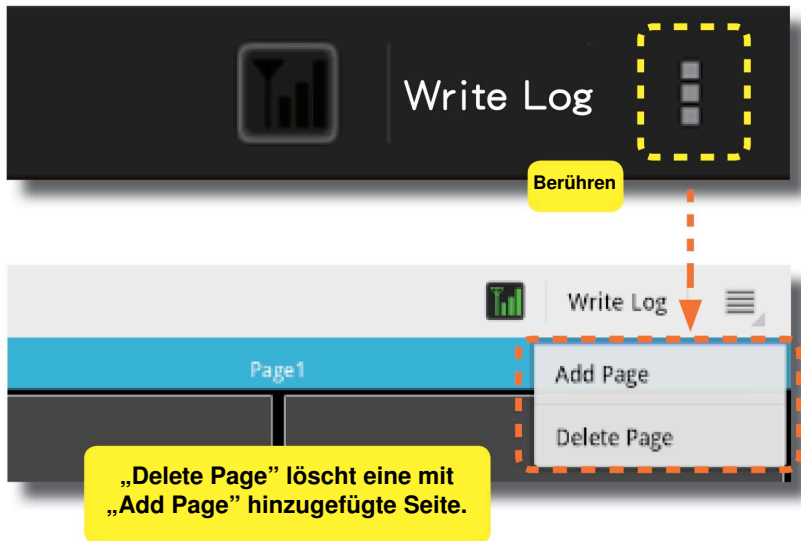 Write Log
Berühren
Write Log
Page1
Add Page
Delete Page
„Delete Page” löscht eine mit
„Add Page” hinzugefügte Seite.